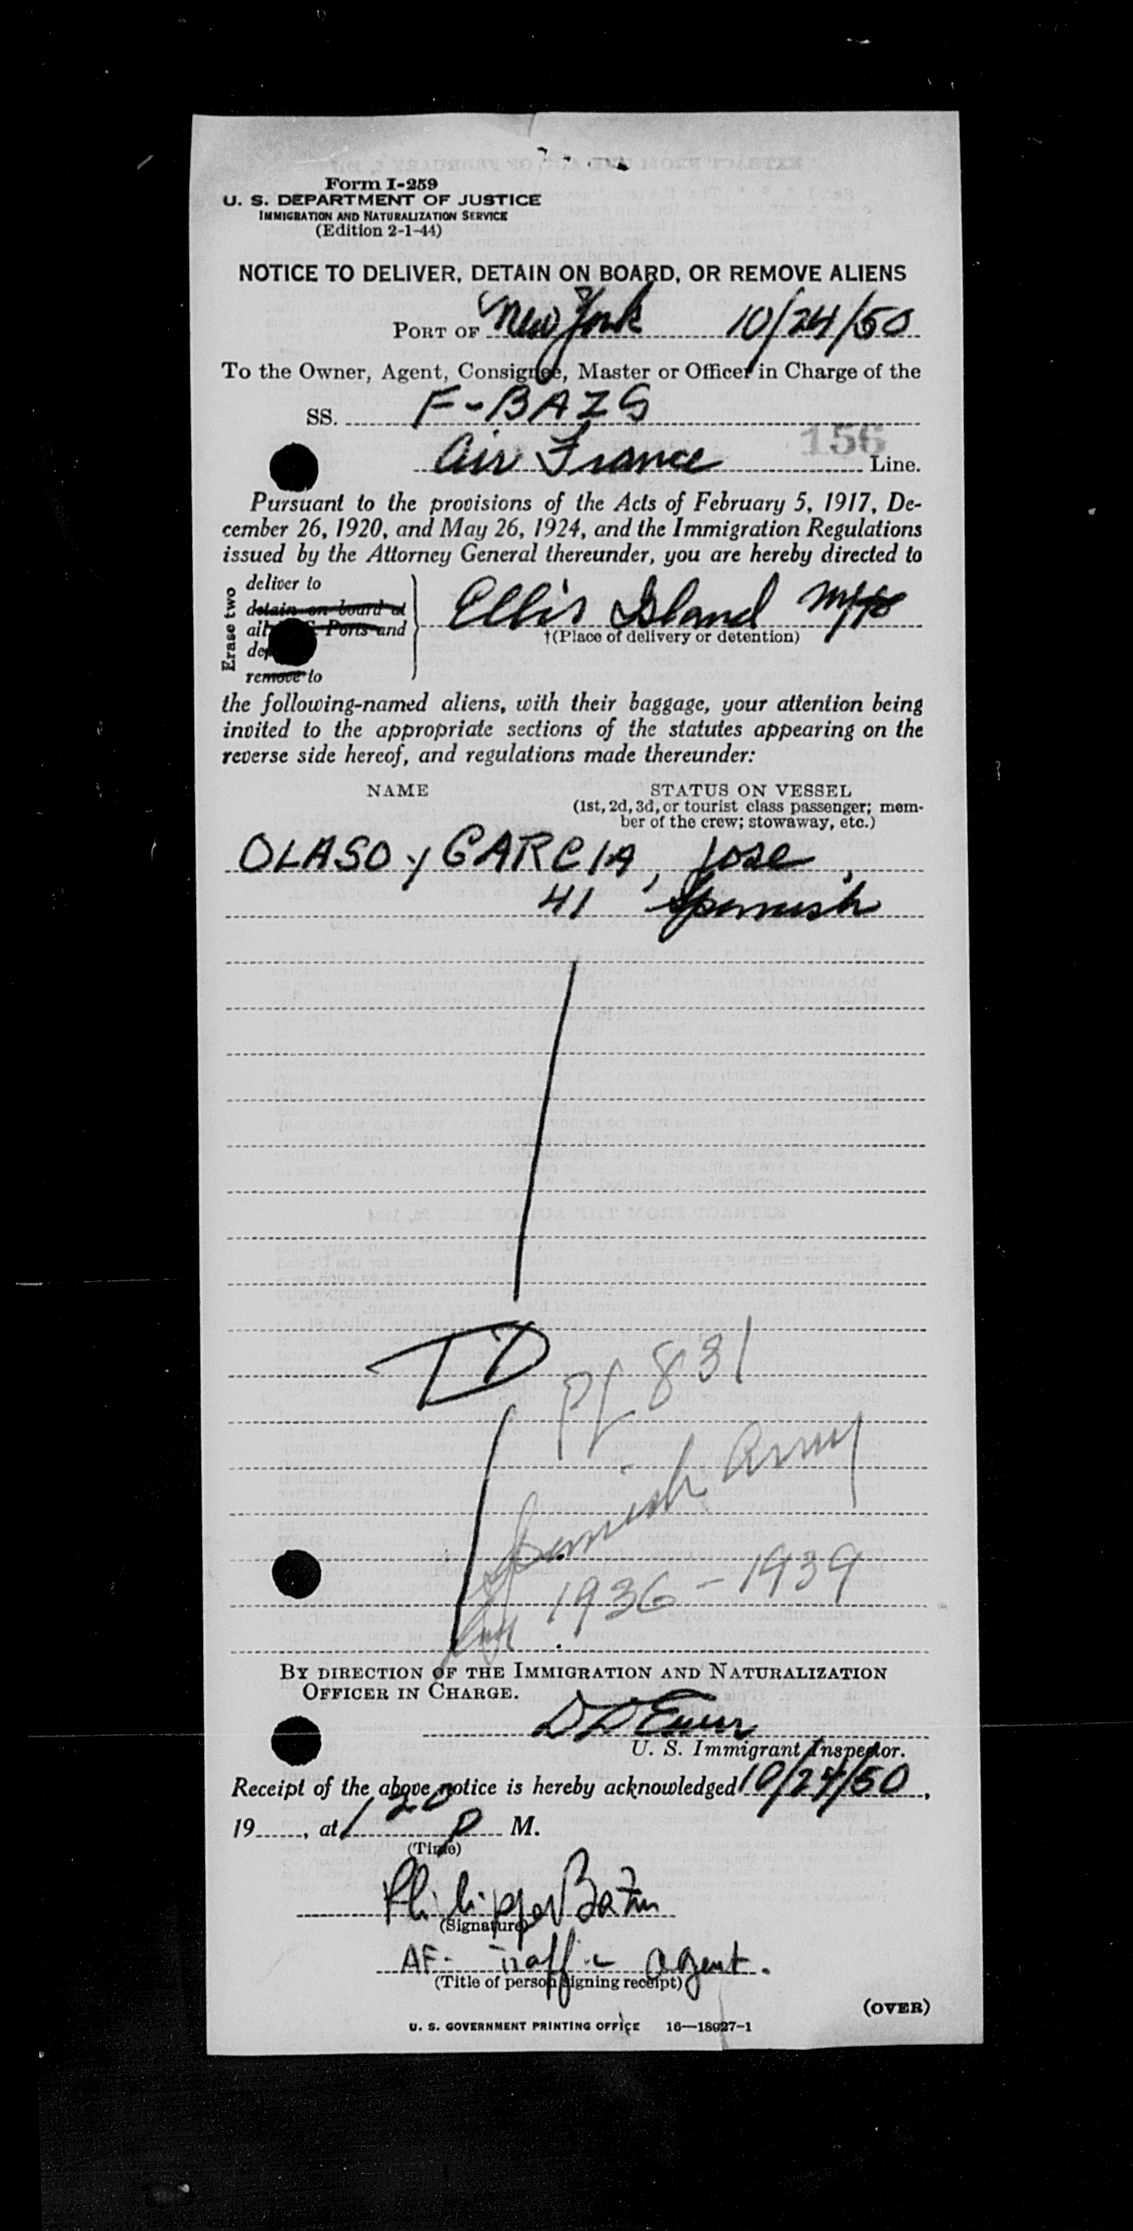 Form I-259
U. S. DEPARTMENT OF JUSTICE
IMMIGRATION AND NATURALIZATION SERVICE
(Edition 2-1-44)
NOTICE TO DELIVER, DETAIN ON BOARD, OR REMOVE ALIENS
PORT OF New York 10/24/50
To the Owner, Agent, Consignee, Master or Officer in Charge of the
SS. F-BAZS
156
Air France Line.
Pursuant to the provisions of the Acts of February 5, 1917, De-
cember 26, 1920, and May 26, 1924, and the Immigration Regulations
issued by the Attorney General thereunder, you are hereby directed to
Erase two
deliver to
detain on board at
all Ports and
remove to
Ellis Island
†(Place of delivery or detention)
the following-named aliens, with their baggage, your attention being
invited to the appropriate sections of the statutes appearing on the
reverse side hereof, and regulations made thereunder:
NAME STATUS ON VESSEL
(1st, 2d, 3d, or tourist class passenger; mem-
ber of the crew; stowaway, etc.)
OLASO y GARCIA, Jose,
41 Spanish
TD
PL 831
Spanish Army
1936-1939
BY DIRECTION OF THE IMMIGRATION AND NATURALIZATION
OFFICER IN CHARGE.
U. S. Immigrant Inspector.
Receipt of the above notice is hereby acknowledged 10/24/50,
19......, at 1 20 P M.
(Time)
Philippe
(Signature)
AF- Traffic agent.
(Title of person signing receipt)
(OVER)
U. S. GOVERNMENT PRINTING OFFICE 16—18027-1